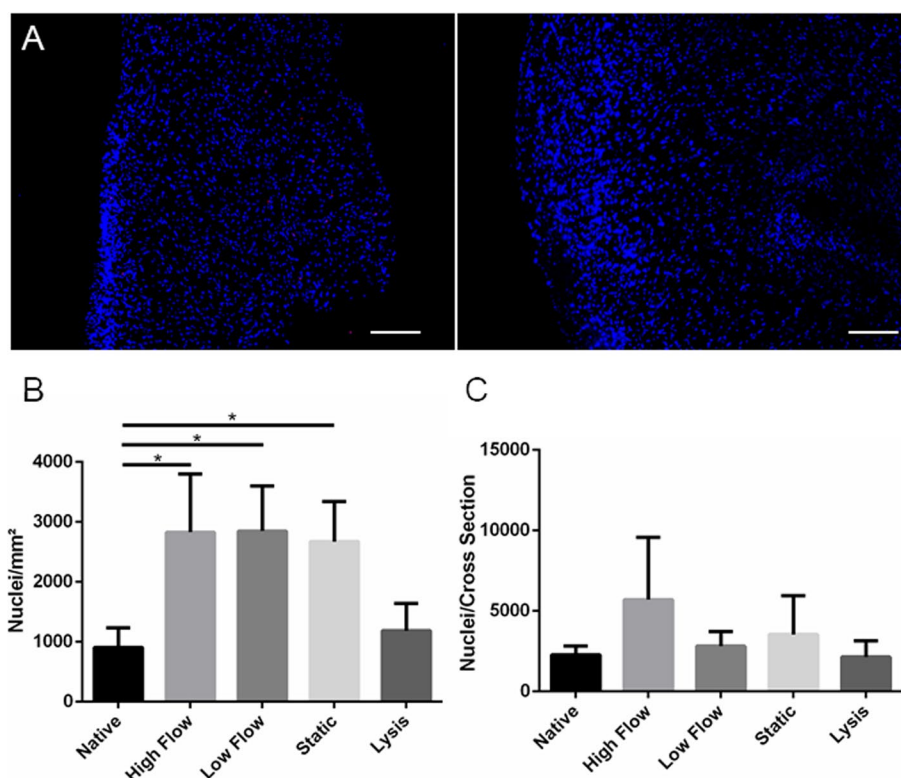 A
B
*
*
*
4000
3000
2000
1000
0
Nuclei/mm²
Native
High Flow
Low Flow
Static
Lysis
C
15000
10000
5000
0
Nuclei/Cross Section
Native
High Flow
Low Flow
Static
Lysis